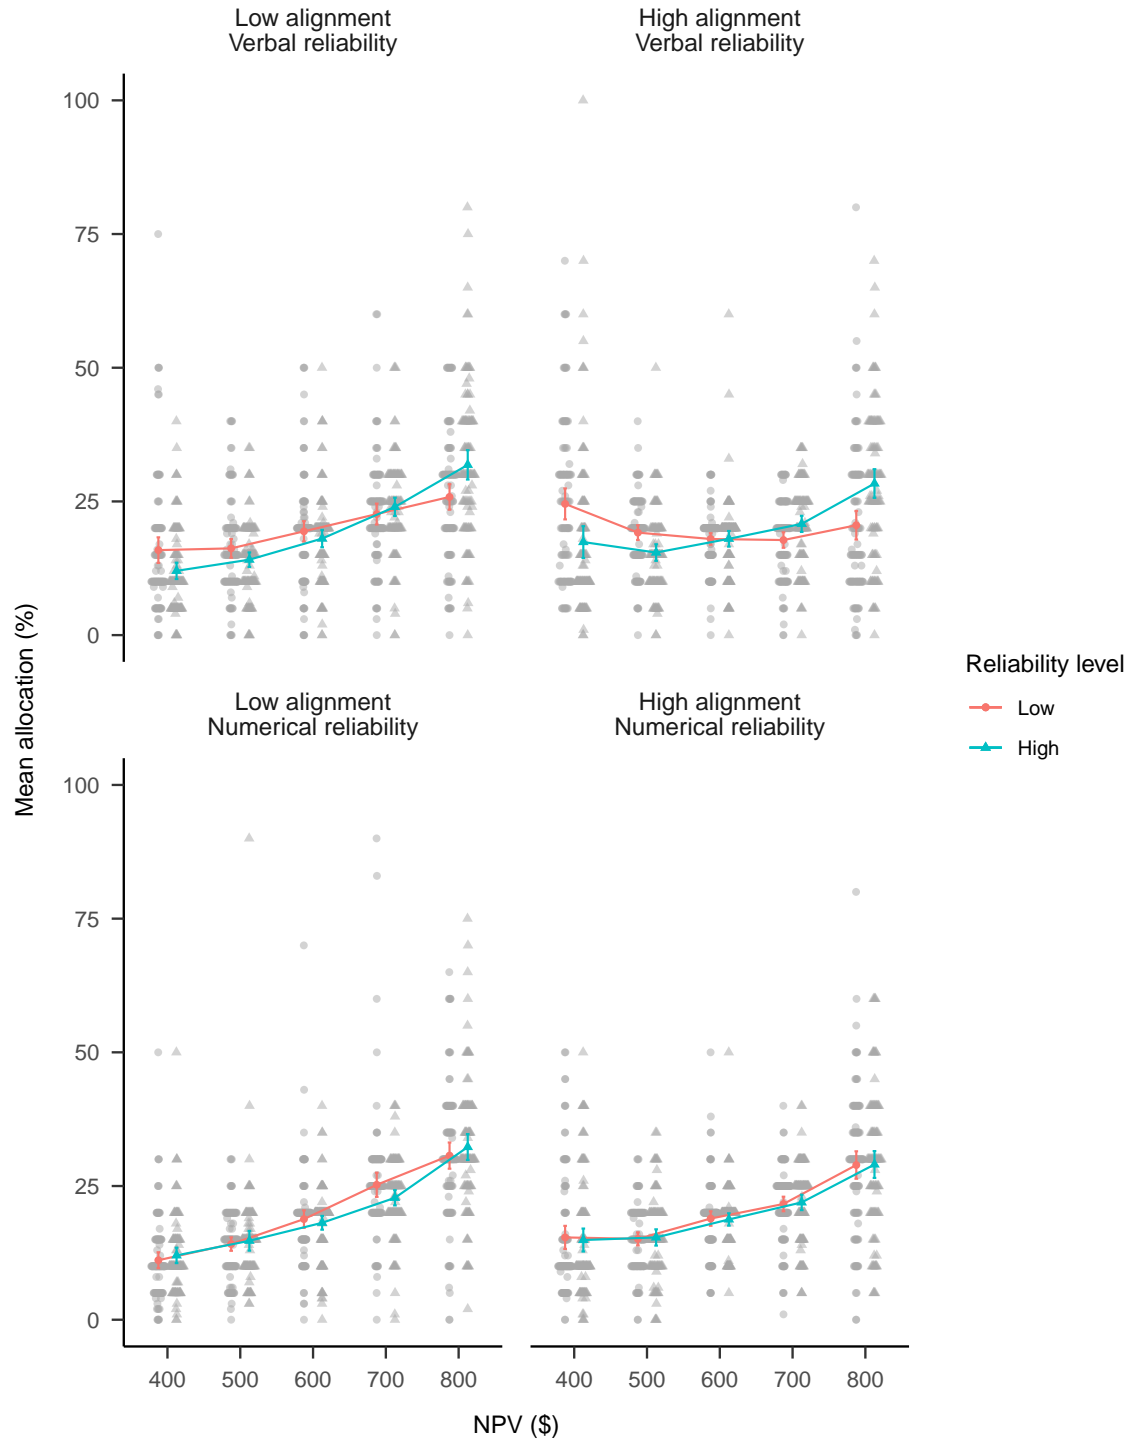 Low alignment
Verbal reliability
High alignment
Verbal reliability
100
75
50
25
0
Low alignment
Numerical reliability
High alignment
Numerical reliability
100
75
50
25
0
400 500 600 700 800
400 500 600 700 800
NPV ($)
Mean allocation (%)
Reliability level
Low
High